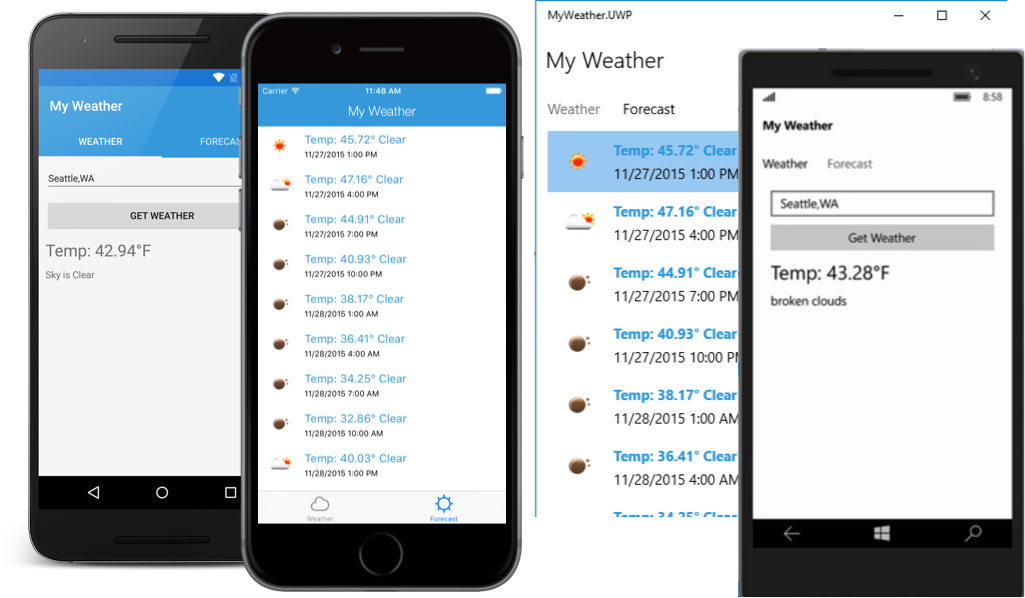 My Weather
WEATHER
FORECAS
Seattle,WA
GET WEATHER
Temp: 42.94°F
Sky is Clear
Carrier 11:48 AM
My Weather
Temp: 45.72° Clear
11/27/2015 1:00 PM
Temp: 47.16° Clear
11/27/2015 4:00 PM
Temp: 44.91° Clear
11/27/2015 7:00 PM
Temp: 40.93° Clear
11/27/2015 10:00 PM
Temp: 38.17° Clear
11/28/2015 1:00 AM
Temp: 36.41° Clear
11/28/2015 4:00 AM
Temp: 34.25° Clear
11/28/2015 7:00 AM
Temp: 32.86° Clear
11/28/2015 10:00 AM
Temp: 40.03° Clear
11/28/2015 1:00 PM
Weather Forecast
MyWeather.UWP
My Weather
Weather Forecast
Temp: 45.72° Clear
11/27/2015 1:00 PM
Temp: 47.16° Clear
11/27/2015 4:00 PM
Temp: 44.91° Clear
11/27/2015 7:00 PM
Temp: 40.93° Clear
11/27/2015 10:00 PM
Temp: 38.17° Clear
11/28/2015 1:00 AM
Temp: 36.41° Clear
11/28/2015 4:00 AM
Temp: 34.25° Clear
8:58
My Weather
Weather Forecast
Seattle,WA
Get Weather
Temp: 43.28°F
broken clouds